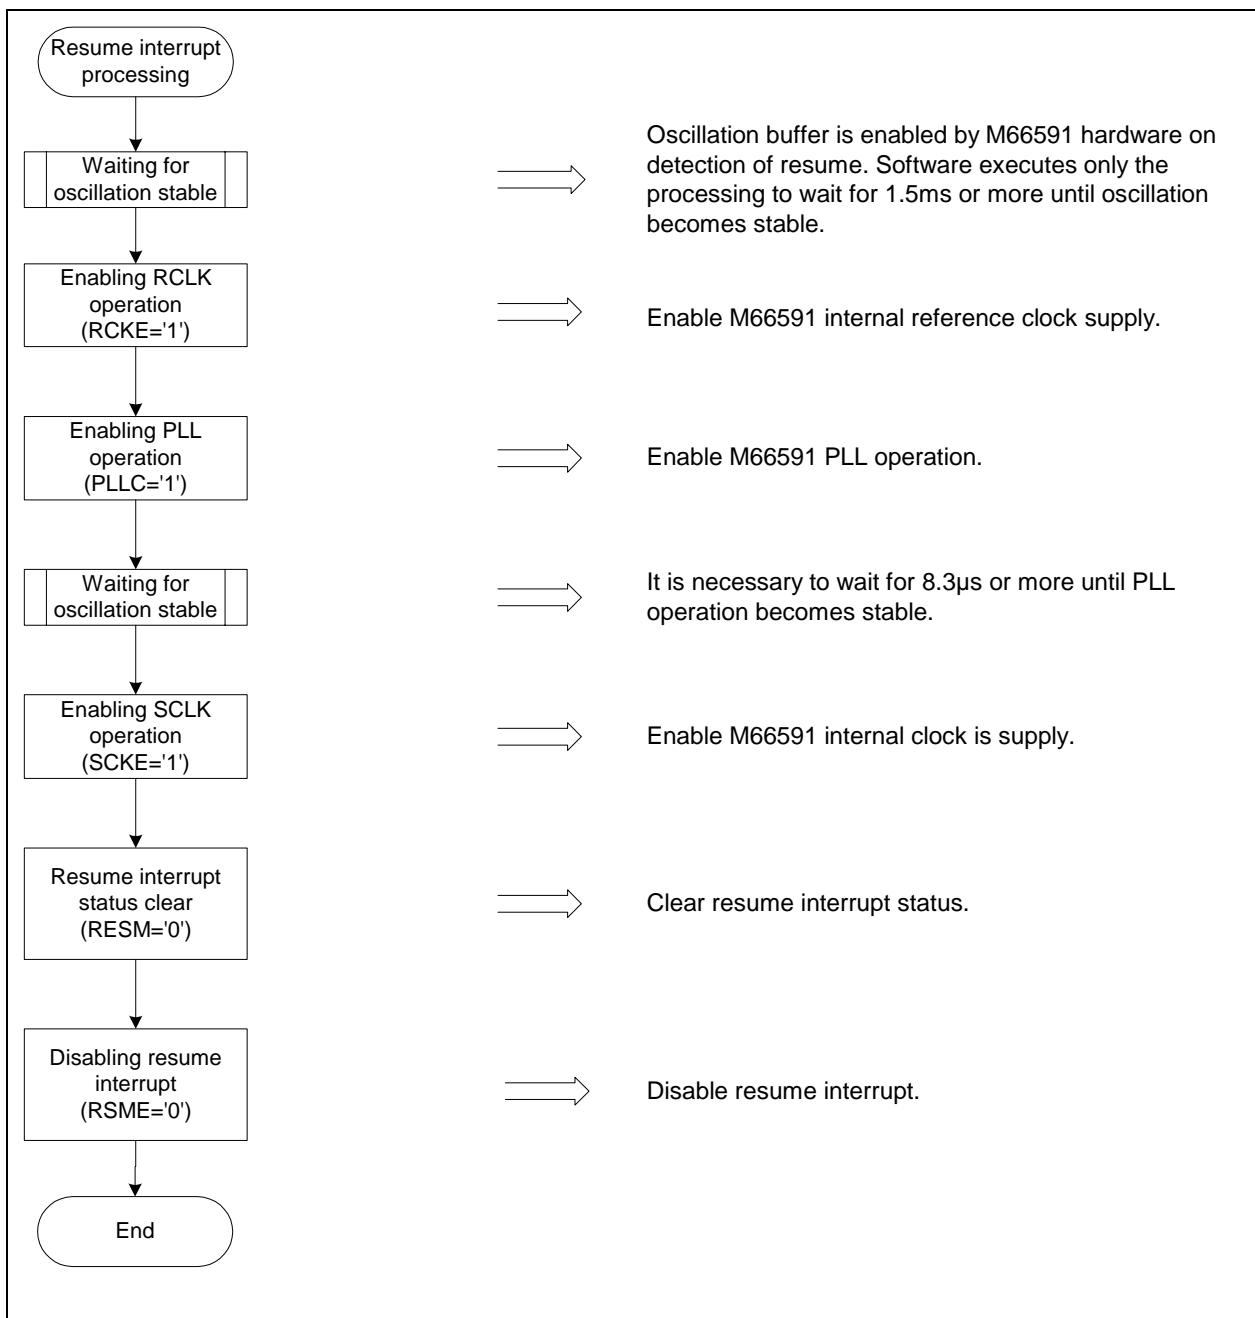 Resume interrupt
processing
Waiting for
oscillation stable
Oscillation buffer is enabled by M66591 hardware on
detection of resume. Software executes only the
processing to wait for 1.5ms or more until oscillation
becomes stable.
Enabling RCLK
operation
(RCKE='1')
Enable M66591 internal reference clock supply.
Enabling PLL
operation
(PLLC='1')
Enable M66591 PLL operation.
Waiting for
oscillation stable
It is necessary to wait for 8.3µs or more until PLL
operation becomes stable.
Enabling SCLK
operation
(SCKE='1')
Enable M66591 internal clock is supply.
Resume interrupt
status clear
(RESM='0')
Clear resume interrupt status.
Disabling resume
interrupt
(RSME='0')
Disable resume interrupt.
End